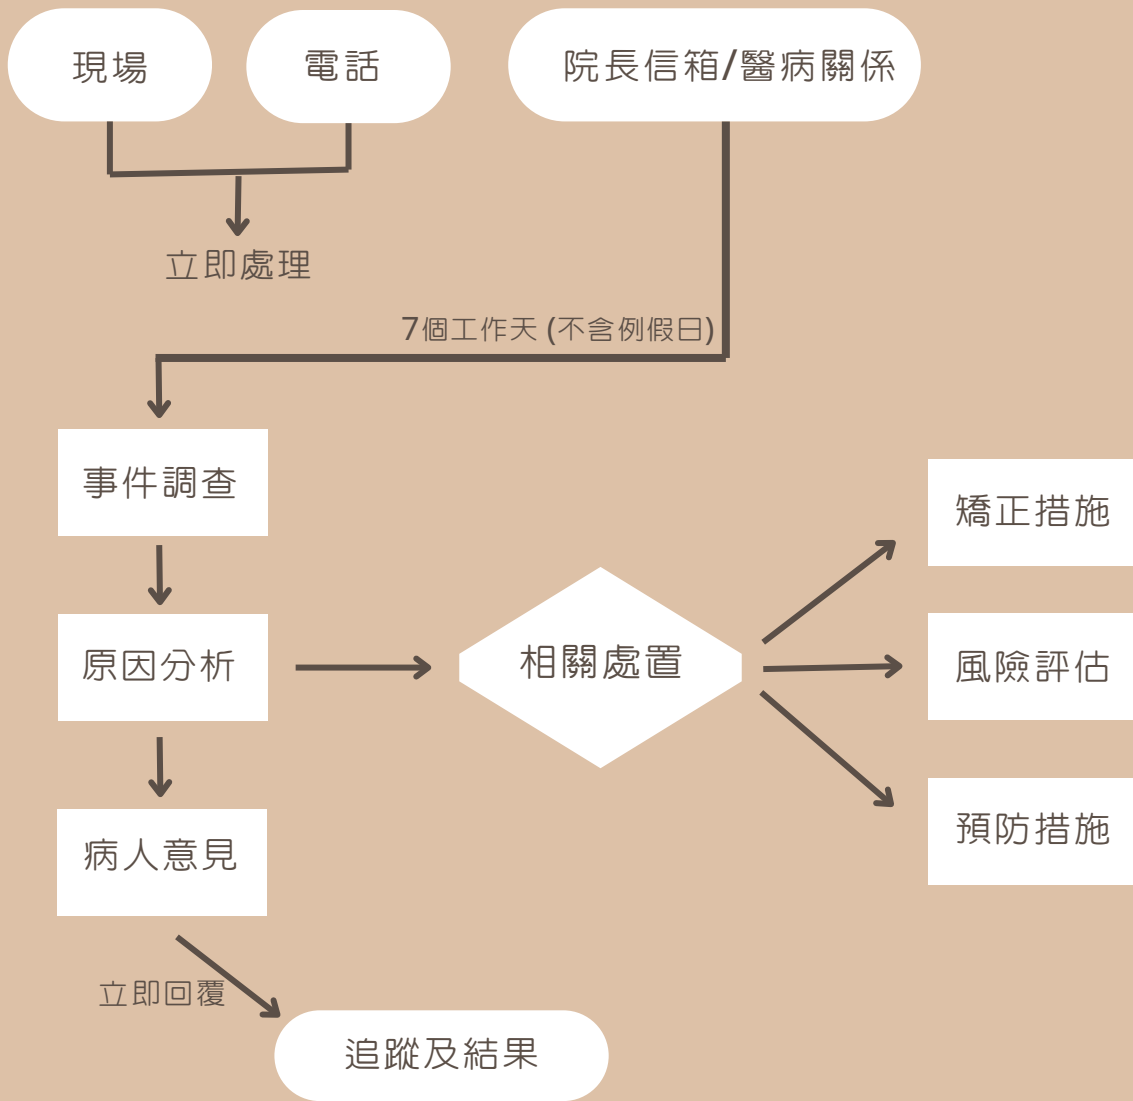 現場
電話
院長信箱/醫病關係
立即處理
7個工作天 (不含例假日)
事件調查
矯正措施
原因分析
相關處置
風險評估
預防措施
病人意見
立即回覆
追蹤及結果